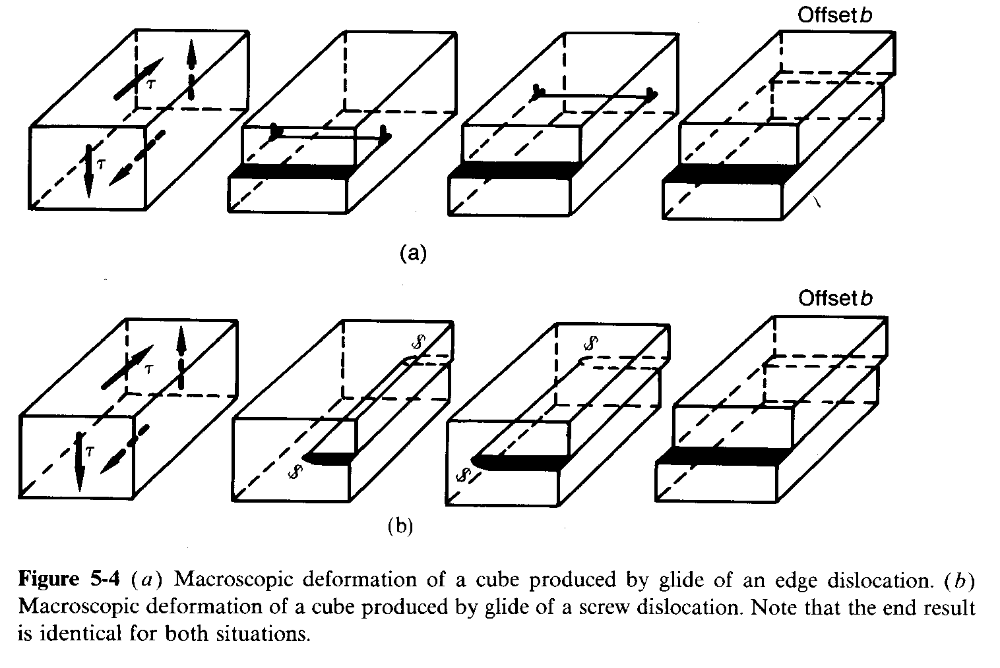 Offset b
τ
τ
(a)
Offset b
τ
τ
S
S
S
S
(b)
Figure 5-4 (a) Macroscopic deformation of a cube produced by glide of an edge dislocation. (b)
Macroscopic deformation of a cube produced by glide of a screw dislocation. Note that the end result
is identical for both situations.